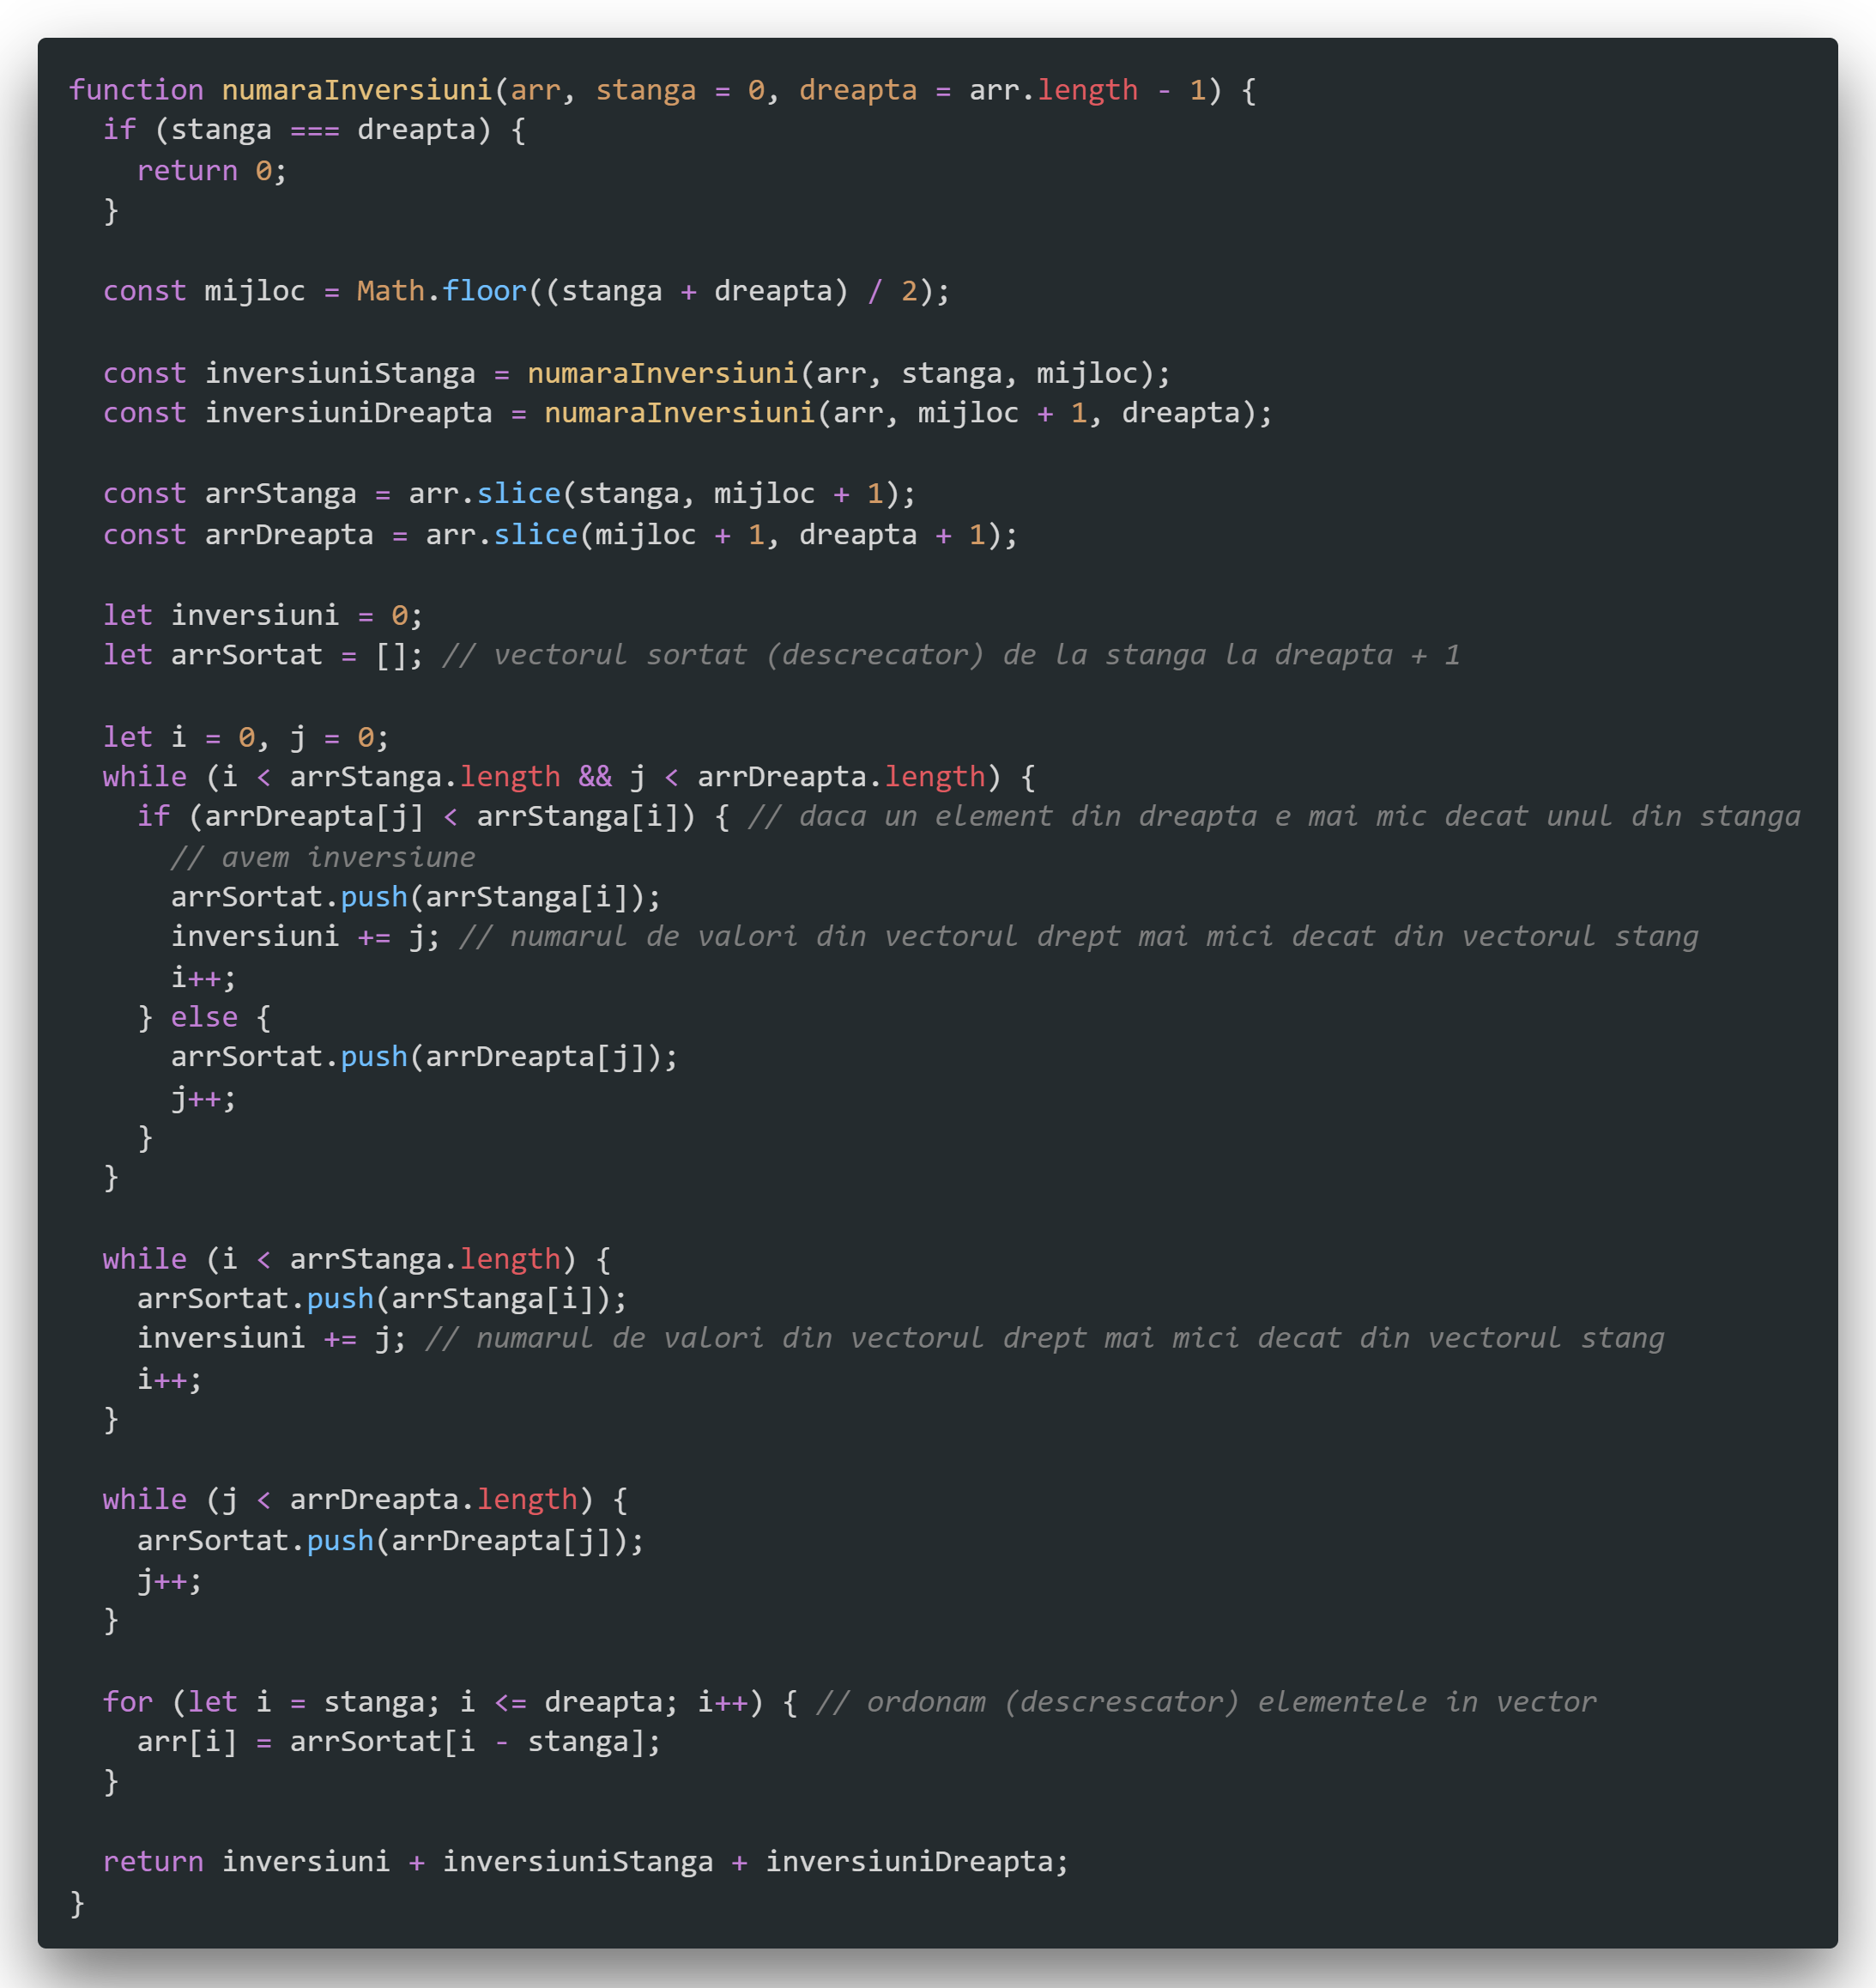 function numaraInversiuni(arr, stanga = 0, dreapta = arr.length - 1) {
  if (stanga === dreapta) {
    return 0;
  }

  const mijloc = Math.floor((stanga + dreapta) / 2);

  const inversiuniStanga = numaraInversiuni(arr, stanga, mijloc);
  const inversiuniDreapta = numaraInversiuni(arr, mijloc + 1, dreapta);

  const arrStanga = arr.slice(stanga, mijloc + 1);
  const arrDreapta = arr.slice(mijloc + 1, dreapta + 1);

  let inversiuni = 0;
  let arrSortat = []; // vectorul sortat (descrecator) de la stanga la dreapta + 1

  let i = 0, j = 0;
  while (i < arrStanga.length && j < arrDreapta.length) {
    if (arrDreapta[j] < arrStanga[i]) { // daca un element din dreapta e mai mic decat unul din stanga
      // avem inversiune
      arrSortat.push(arrStanga[i]);
      inversiuni += j; // numarul de valori din vectorul drept mai mici decat din vectorul stang
      i++;
    } else {
      arrSortat.push(arrDreapta[j]);
      j++;
    }
  }

  while (i < arrStanga.length) {
    arrSortat.push(arrStanga[i]);
    inversiuni += j; // numarul de valori din vectorul drept mai mici decat din vectorul stang
    i++;
  }

  while (j < arrDreapta.length) {
    arrSortat.push(arrDreapta[j]);
    j++;
  }

  for (let i = stanga; i <= dreapta; i++) { // ordonam (descrescator) elementele in vector
    arr[i] = arrSortat[i - stanga];
  }

  return inversiuni + inversiuniStanga + inversiuniDreapta;
}